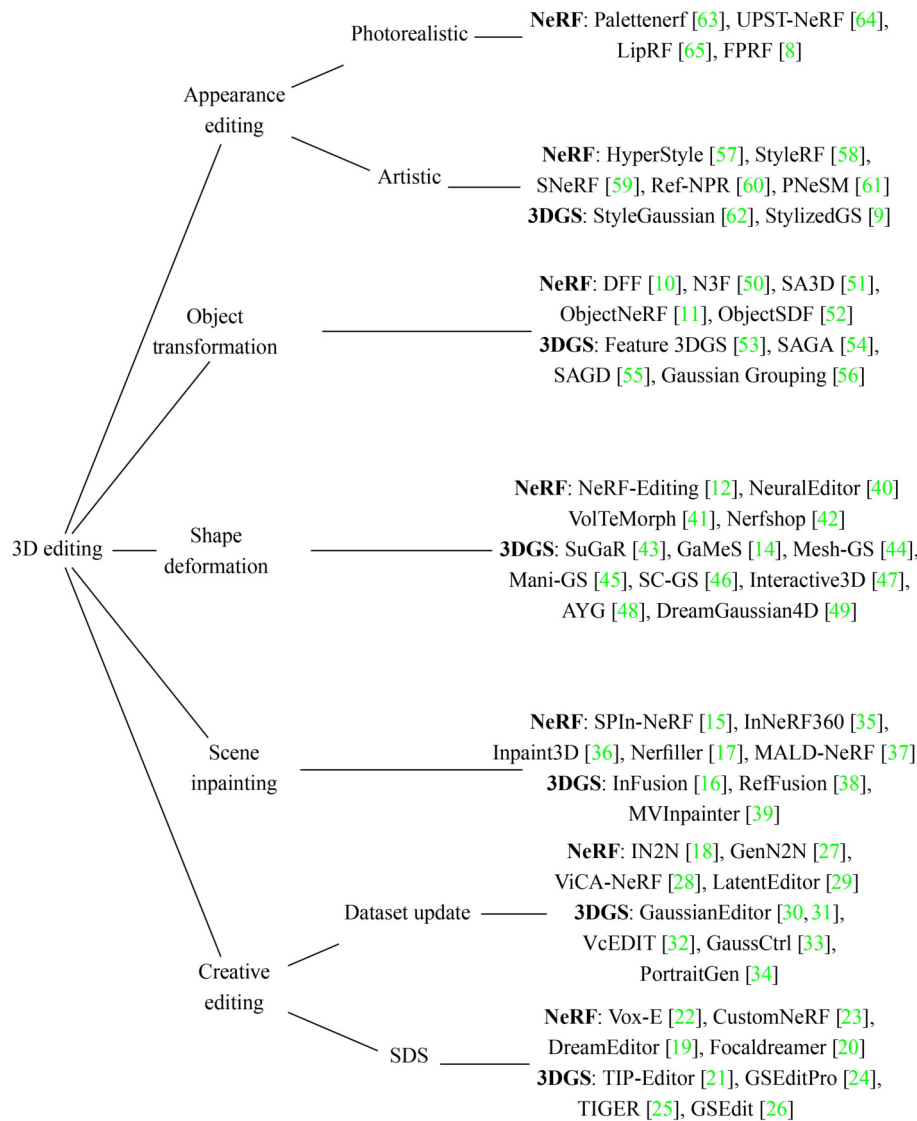 3D editing
Appearance
editing
Photorealistic
NeRF: Palettenerf [63], UPST-NeRF [64],
LipRF [65], FPRF [8]
Artistic
NeRF: HyperStyle [57], StyleRF [58],
SNeRF [59], Ref-NPR [60], PNeSM [61]
3DGS: StyleGaussian [62], StylizedGS [9]
Object
transformation
NeRF: DFF [10], N3F [50], SA3D [51],
ObjectNeRF [11], ObjectSDF [52]
3DGS: Feature 3DGS [53], SAGA [54],
SAGD [55], Gaussian Grouping [56]
Shape
deformation
NeRF: NeRF-Editing [12], NeuralEditor [40]
VolTeMorph [41], Nerfshop [42]
3DGS: SuGaR [43], GaMeS [14], Mesh-GS [44],
Mani-GS [45], SC-GS [46], Interactive3D [47],
AYG [48], DreamGaussian4D [49]
Scene
inpainting
NeRF: SPIn-NeRF [15], InNeRF360 [35],
Inpaint3D [36], Nerfiller [17], MALD-NeRF [37]
3DGS: InFusion [16], RefFusion [38],
MVInpainter [39]
Creative
editing
Dataset update
NeRF: IN2N [18], GenN2N [27],
ViCA-NeRF [28], LatentEditor [29]
3DGS: GaussianEditor [30,31],
VcEDIT [32], GaussCtrl [33],
PortraitGen [34]
SDS
NeRF: Vox-E [22], CustomNeRF [23],
DreamEditor [19], Focaldreamer [20]
3DGS: TIP-Editor [21], GSEditPro [24],
TIGER [25], GSEdit [26]